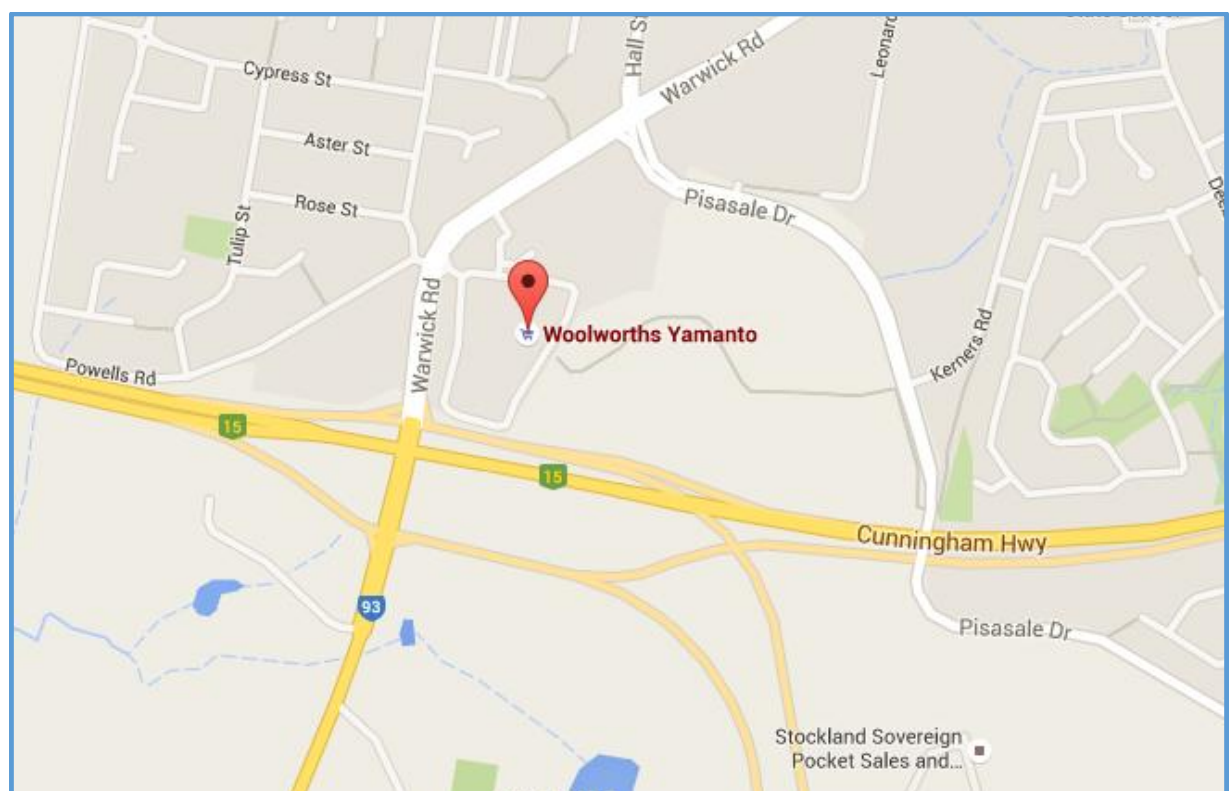 Hall St
Warwick Rd
Leonard
Cypress St
Aster St
Rose St
Tulip St
Pisasale Dr
Warwick Rd
Woolworths Yamanto
Kerners Rd
Powells Rd
15
15
Cunningham Hwy
93
Pisasale Dr
Stockland Sovereign
Pocket Sales and...